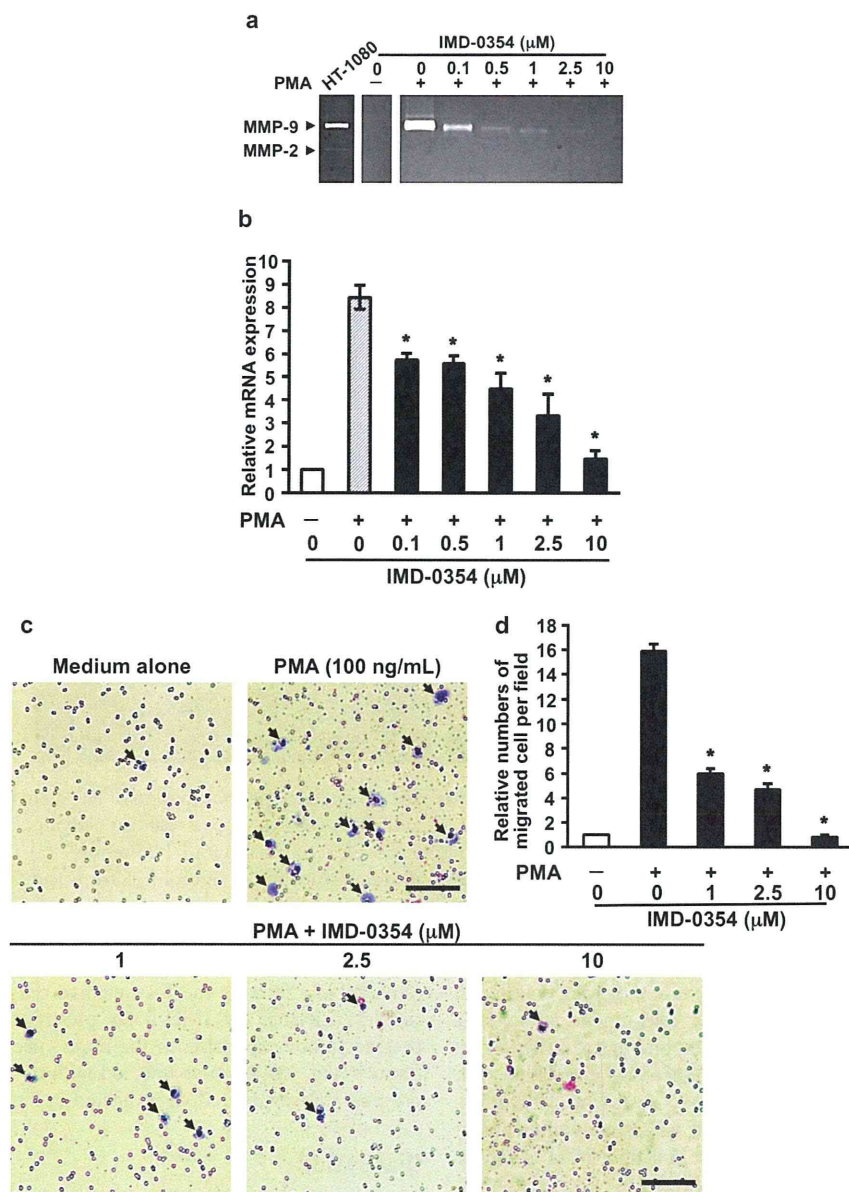 a
IMD-0354 (μM)
HT-1080 0 0 0.1 0.5 1 2.5 10
PMA – + + + + + +
MMP-9
MMP-2
b
Relative mRNA expression
10
9
8
7
6
5
4
3
2
1
0
* * * * *
PMA – + + + + + +
0 0 0.1 0.5 1 2.5 10
IMD-0354 (μM)
c
Medium alone PMA (100 ng/mL)
d
Relative numbers of
migrated cell per field
18
16
14
12
10
8
6
4
2
0
* * *
PMA – + + + +
0 0 1 2.5 10
IMD-0354 (μM)
PMA + IMD-0354 (μM)
1 2.5 10